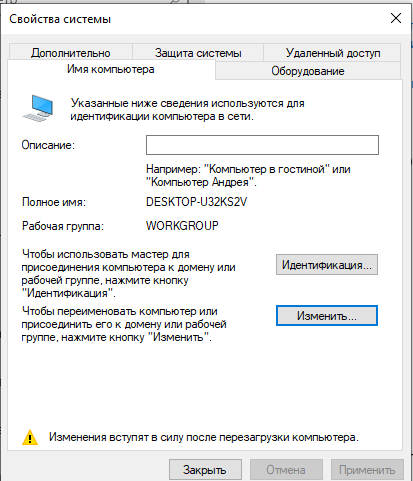 Свойства системы
Дополнительно
Защита системы
Удаленный доступ
Имя компьютера
Оборудование
Указанные ниже сведения используются для
идентификации компьютера в сети.
Описание:
Например: "Компьютер в гостиной" или
"Компьютер Андрея".
Полное имя:
DESKTOP-U32KS2V
Рабочая группа:
WORKGROUP
Чтобы использовать мастер для
присоединения компьютера к домену или
рабочей группе, нажмите кнопку
"Идентификация".
Идентификация...
Чтобы переименовать компьютер или
присоединить его к домену или рабочей
группе, нажмите кнопку "Изменить".
Изменить...
Изменения вступят в силу после перезагрузки компьютера.
Закрыть
Отмена
Применить